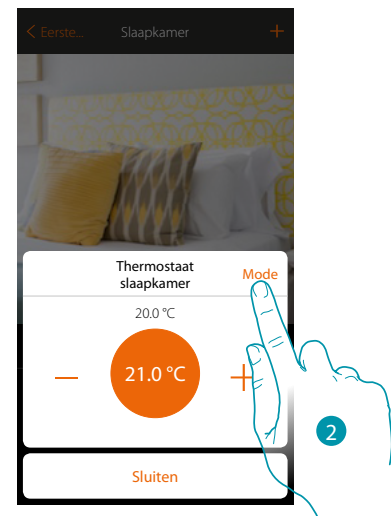 < Eerste... Slaapkamer +
Thermostaat
slaapkamer
Mode
20.0 °C
— 21.0 °C +
Sluiten
2